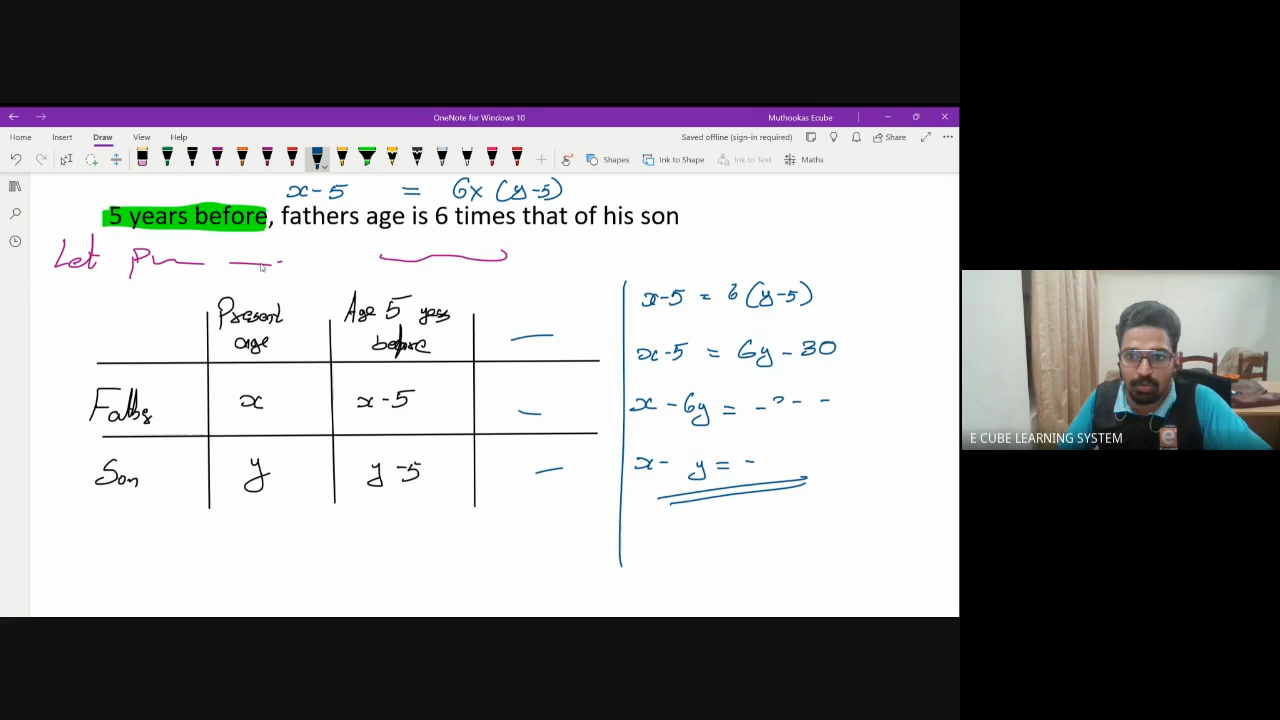 OneNote for Windows 10
Muthookas Ecube
Home Insert Draw View Help
Saved offline (sign-in required)
Share
Shapes
Ink to Shape
Ink to Text
Maths
x-5 = 6x (y-5)
5 years before, fathers age is 6 times that of his son
Let
Present age
Age 5 years before
x
x-5
Son
y
y-5
x-5 = 6(y-5)
x-5 = 6y-30
x-6y = - - -
x- y = -
E CUBE LEARNING SYSTEM